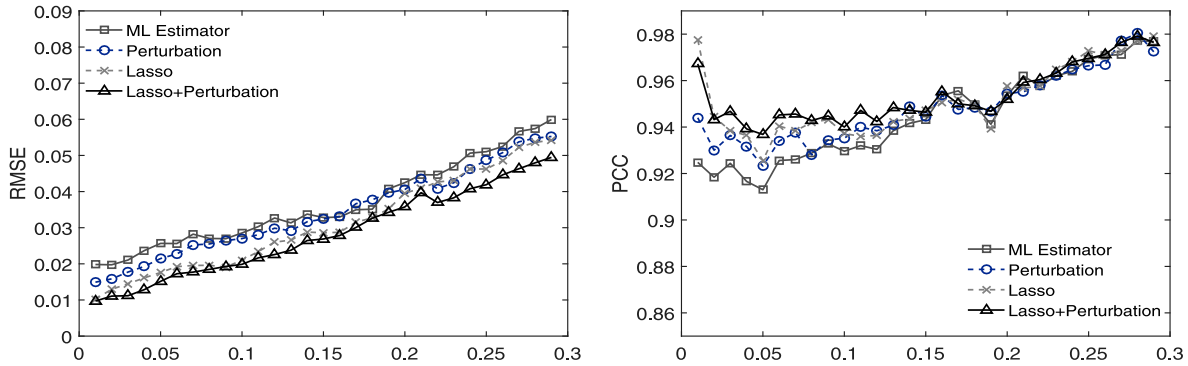 RMSE
0.09
0.08
0.07
0.06
0.05
0.04
0.03
0.02
0.01
0
ML Estimator
Perturbation
Lasso
Lasso+Perturbation
0 0.05 0.1 0.15 0.2 0.25 0.3
PCC
0.98
0.96
0.94
0.92
0.9
0.88
0.86
ML Estimator
Perturbation
Lasso
Lasso+Perturbation
0 0.05 0.1 0.15 0.2 0.25 0.3